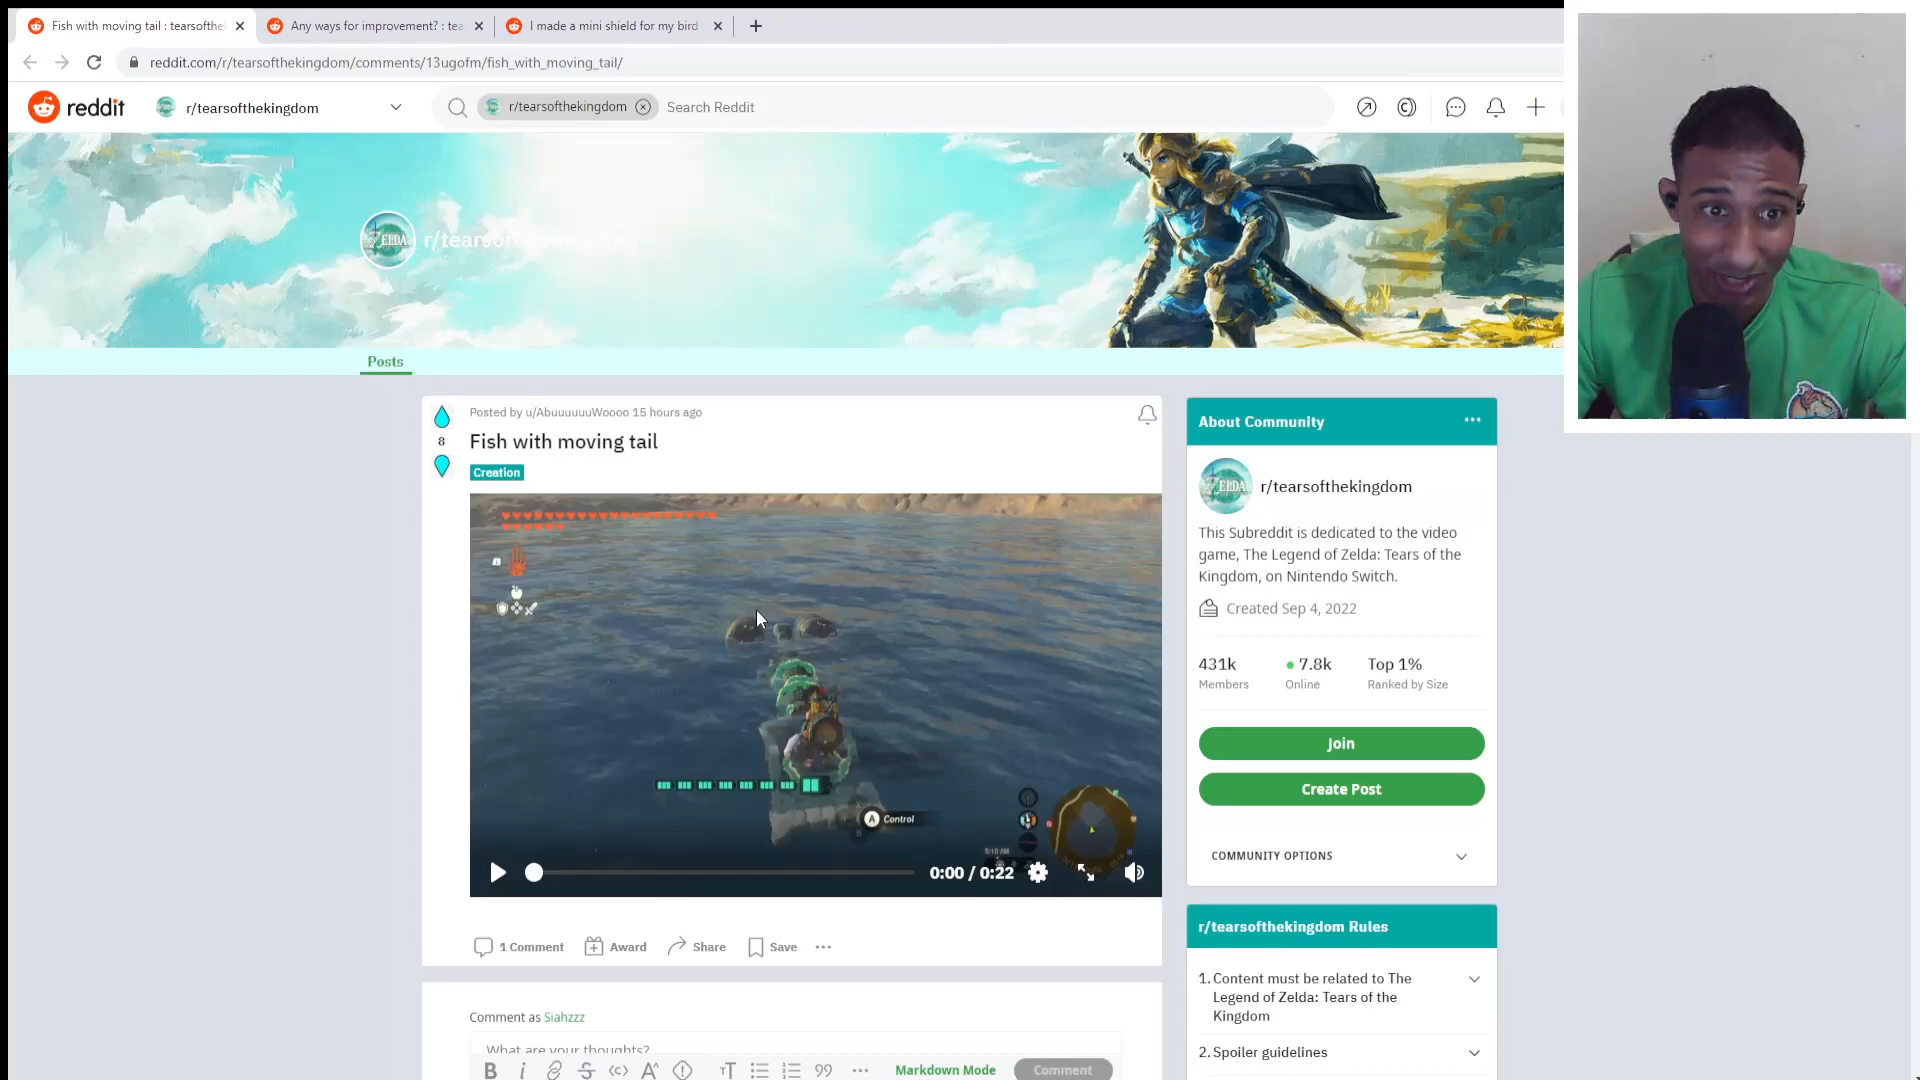 Fish with moving tail : tearsofthe
Any ways for improvement? : tea
I made a mini shield for my bird
reddit.com/r/tearsofthekingdom/comments/13ugofm/fish_with_moving_tail/
reddit
r/tearsofthekingdom
r/tearsofthekingdom
Search Reddit
ZELDA
Posts
Posted by u/AbuuuuuuWoooo 15 hours ago
8
Fish with moving tail
Creation
A Control
5:10 AM
0:00 / 0:22
1 Comment
Award
Share
Save
Comment as Siahzzz
What are your thoughts?
Markdown Mode
Comment
About Community
ZELDA
r/tearsofthekingdom
This Subreddit is dedicated to the video
game, The Legend of Zelda: Tears of the
Kingdom, on Nintendo Switch.
Created Sep 4, 2022
431k
7.8k
Top 1%
Members
Online
Ranked by Size
Join
Create Post
COMMUNITY OPTIONS
r/tearsofthekingdom Rules
1. Content must be related to The
Legend of Zelda: Tears of the
Kingdom
2. Spoiler guidelines